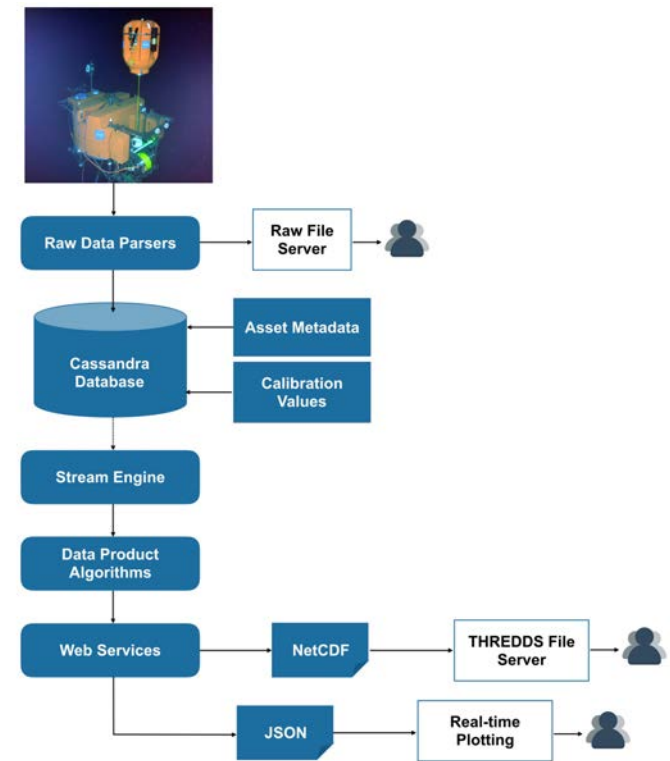 Raw Data Parsers
Raw File
Server
Asset Metadata
Cassandra
Database
Calibration
Values
Stream Engine
Data Product
Algorithms
Web Services
NetCDF
THREDDS File
Server
JSON
Real-time
Plotting